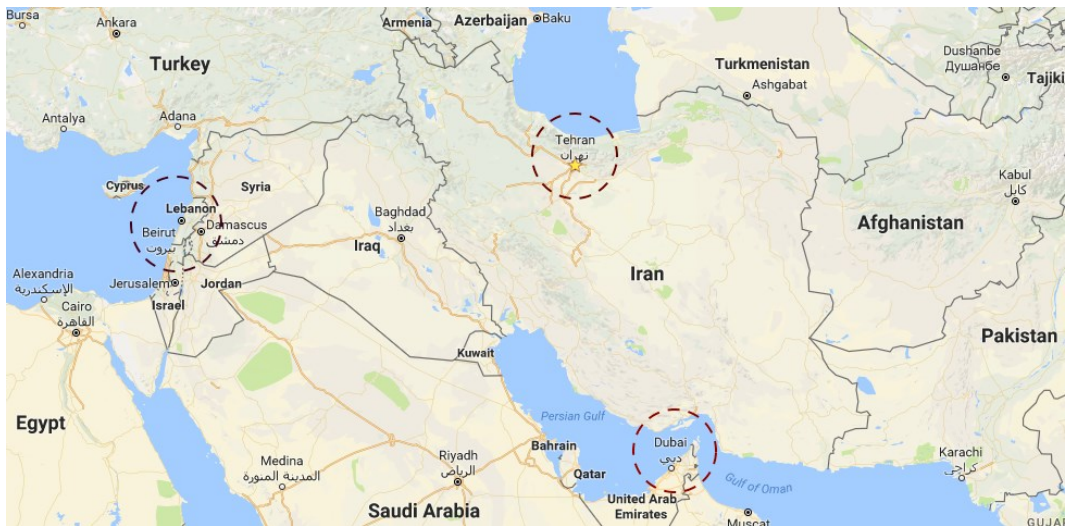 Bursa
Ankara
Armenia
Azerbaijan
Baku
Turkey
Turkmenistan
Ashgabat
Dushanbe
Душанбе
Tajiki
Antalya
Adana
Tehran
تهران
Cyprus
Syria
Kabul
كابل
Lebanon
Damascus
دمشق
Beirut
بيروت
Baghdad
بغداد
Iraq
Afghanistan
Iran
Alexandria
الإسكندرية
Jerusalem
Jordan
Israel
Cairo
القاهرة
Pakistan
Kuwait
Persian Gulf
Egypt
Bahrain
Dubai
دبي
Karachi
كراچى
Medina
المدينة المنورة
Riyadh
الرياض
Qatar
Gulf of Oman
United Arab
Emirates
Saudi Arabia
Muscat
GUJAI